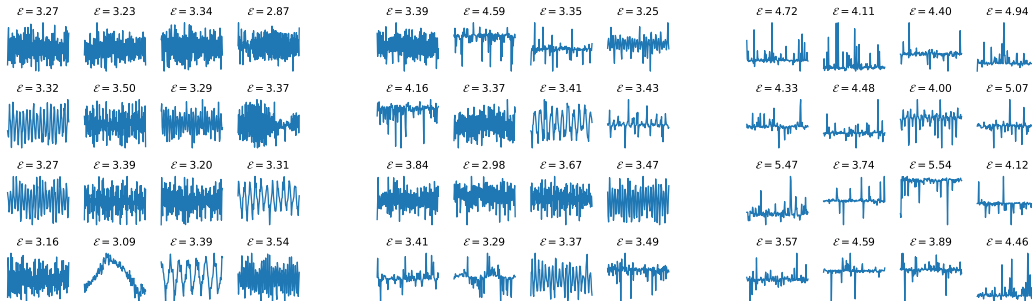 ℰ = 3.27 ℰ = 3.23 ℰ = 3.34 ℰ = 2.87 ℰ = 3.39 ℰ = 4.59 ℰ = 3.35 ℰ = 3.25 ℰ = 4.72 ℰ = 4.11 ℰ = 4.40 ℰ = 4.94
ℰ = 3.32 ℰ = 3.50 ℰ = 3.29 ℰ = 3.37 ℰ = 4.16 ℰ = 3.37 ℰ = 3.41 ℰ = 3.43 ℰ = 4.33 ℰ = 4.48 ℰ = 4.00 ℰ = 5.07
ℰ = 3.27 ℰ = 3.39 ℰ = 3.20 ℰ = 3.31 ℰ = 3.84 ℰ = 2.98 ℰ = 3.67 ℰ = 3.47 ℰ = 5.47 ℰ = 3.74 ℰ = 5.54 ℰ = 4.12
ℰ = 3.16 ℰ = 3.09 ℰ = 3.39 ℰ = 3.54 ℰ = 3.41 ℰ = 3.29 ℰ = 3.37 ℰ = 3.49 ℰ = 3.57 ℰ = 4.59 ℰ = 3.89 ℰ = 4.46